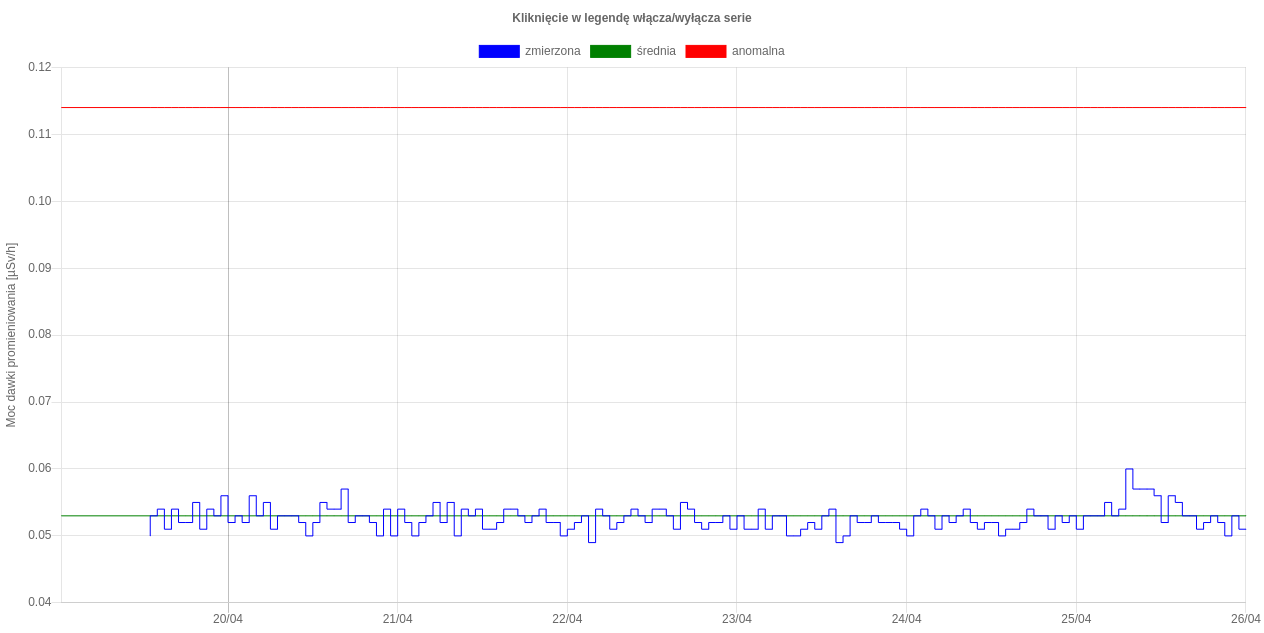 Kliknięcie w legendę włącza/wyłącza serie
zmierzona średnia anomalna
Moc dawki promieniowania [µSv/h]
0.12
0.11
0.10
0.09
0.08
0.07
0.06
0.05
0.04
20/04 21/04 22/04 23/04 24/04 25/04 26/04